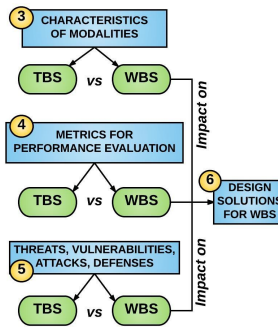 3
CHARACTERISTICS
OF MODALITIES
TBS vs WBS
4
METRICS FOR
PERFORMANCE EVALUATION
TBS vs WBS
5
THREATS, VULNERABILITIES,
ATTACKS, DEFENSES
TBS vs WBS
Impact on
Impact on
6
DESIGN
SOLUTIONS
FOR WBS